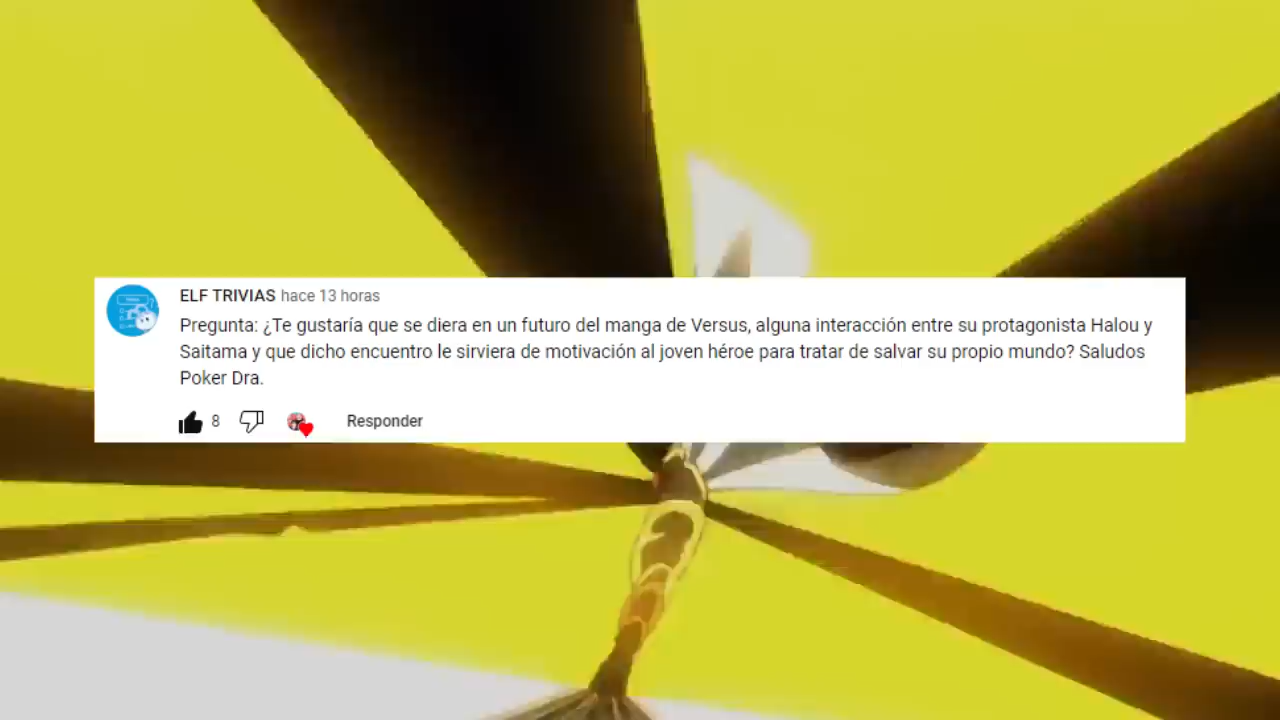 ELF TRIVIAS hace 13 horas
Pregunta: ¿Te gustaría que se diera en un futuro del manga de Versus, alguna interacción entre su protagonista Halou y
Saitama y que dicho encuentro le sirviera de motivación al joven héroe para tratar de salvar su propio mundo? Saludos
Poker Dra.
8 Responder